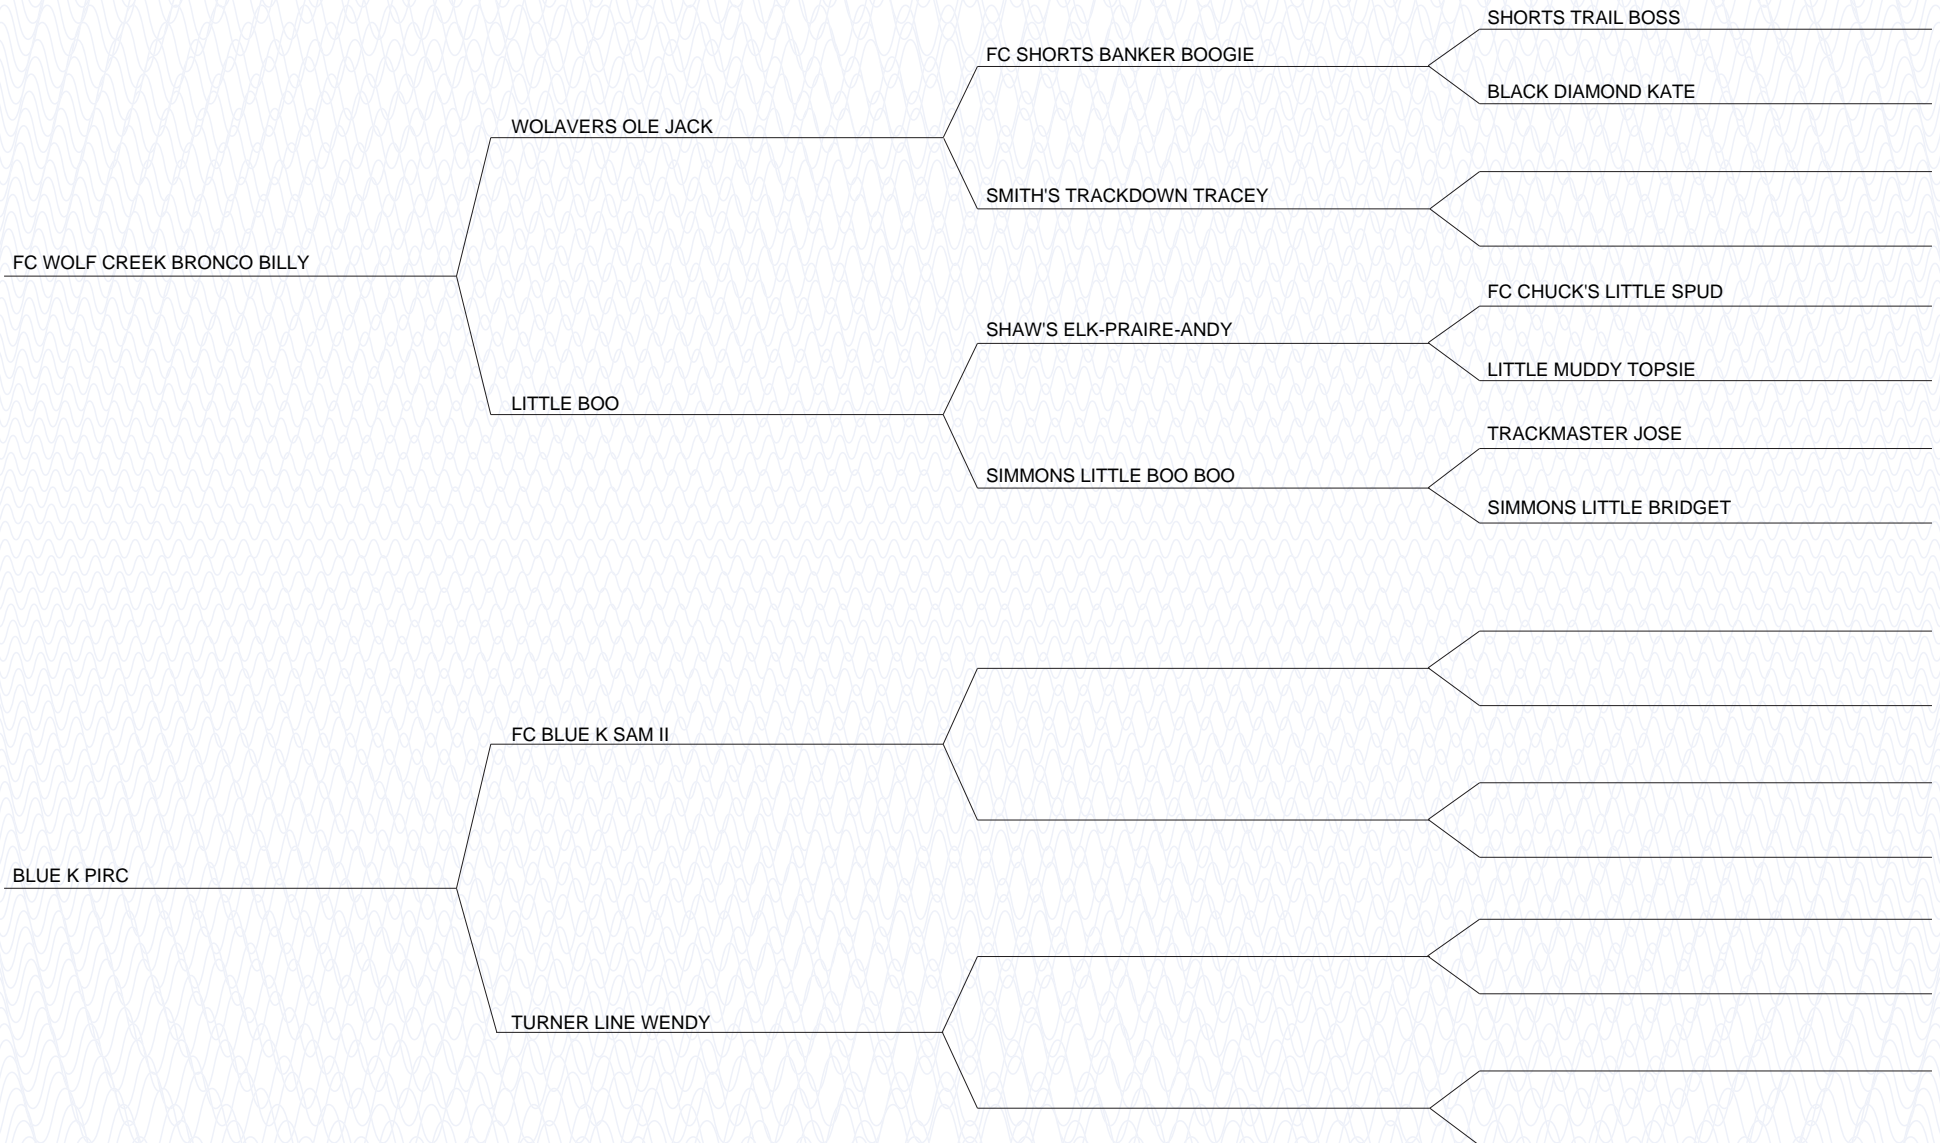 SHORTS TRAIL BOSS
FC SHORTS BANKER BOOGIE
BLACK DIAMOND KATE
WOLAVERS OLE JACK
SMITH'S TRACKDOWN TRACEY
FC WOLF CREEK BRONCO BILLY
FC CHUCK'S LITTLE SPUD
SHAW'S ELK-PRAIRE-ANDY
LITTLE MUDDY TOPSIE
LITTLE BOO
TRACKMASTER JOSE
SIMMONS LITTLE BOO BOO
SIMMONS LITTLE BRIDGET
FC BLUE K SAM II
BLUE K PIRC
TURNER LINE WENDY